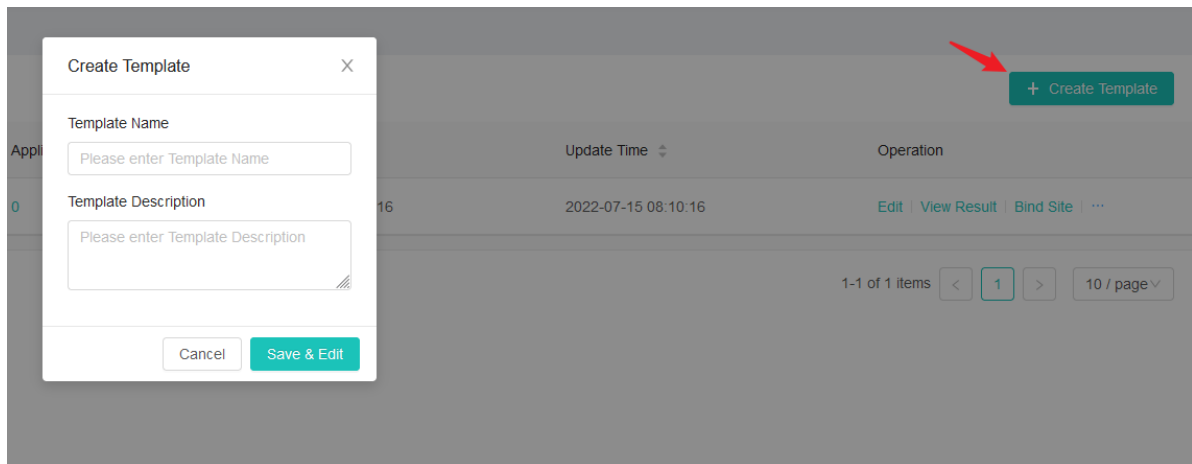 Create Template X
+ Create Template
Template Name
Please enter Template Name
Appli Update Time Operation
Template Description
0 16 2022-07-15 08:10:16 Edit View Result Bind Site ···
Please enter Template Description
1-1 of 1 items < 1 > 10 / page
Cancel Save & Edit